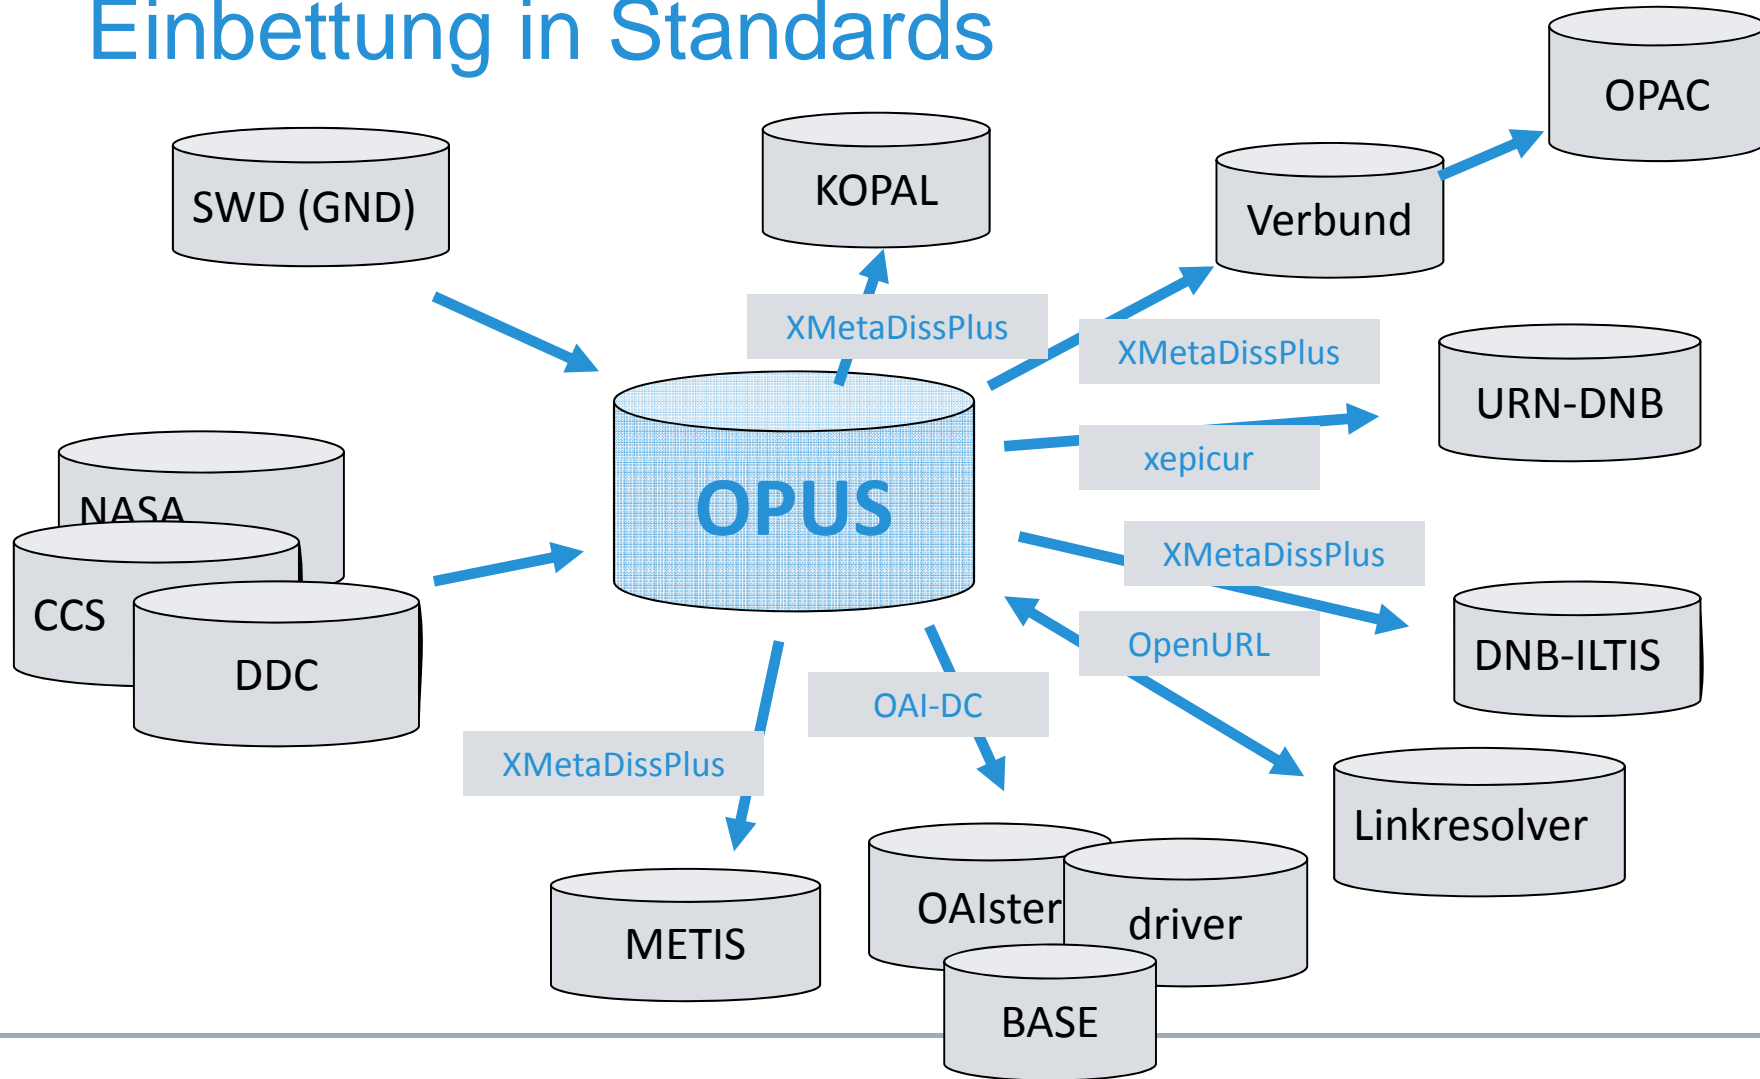 Einbettung in Standards
OPAC
SWD (GND)
KOPAL
Verbund
XMetaDissPlus
XMetaDissPlus
URN-DNB
xepicur
OPUS
NASA
CCS
DDC
XMetaDissPlus
OpenURL
DNB-ILTIS
OAI-DC
XMetaDissPlus
Linkresolver
OAIster
driver
METIS
BASE